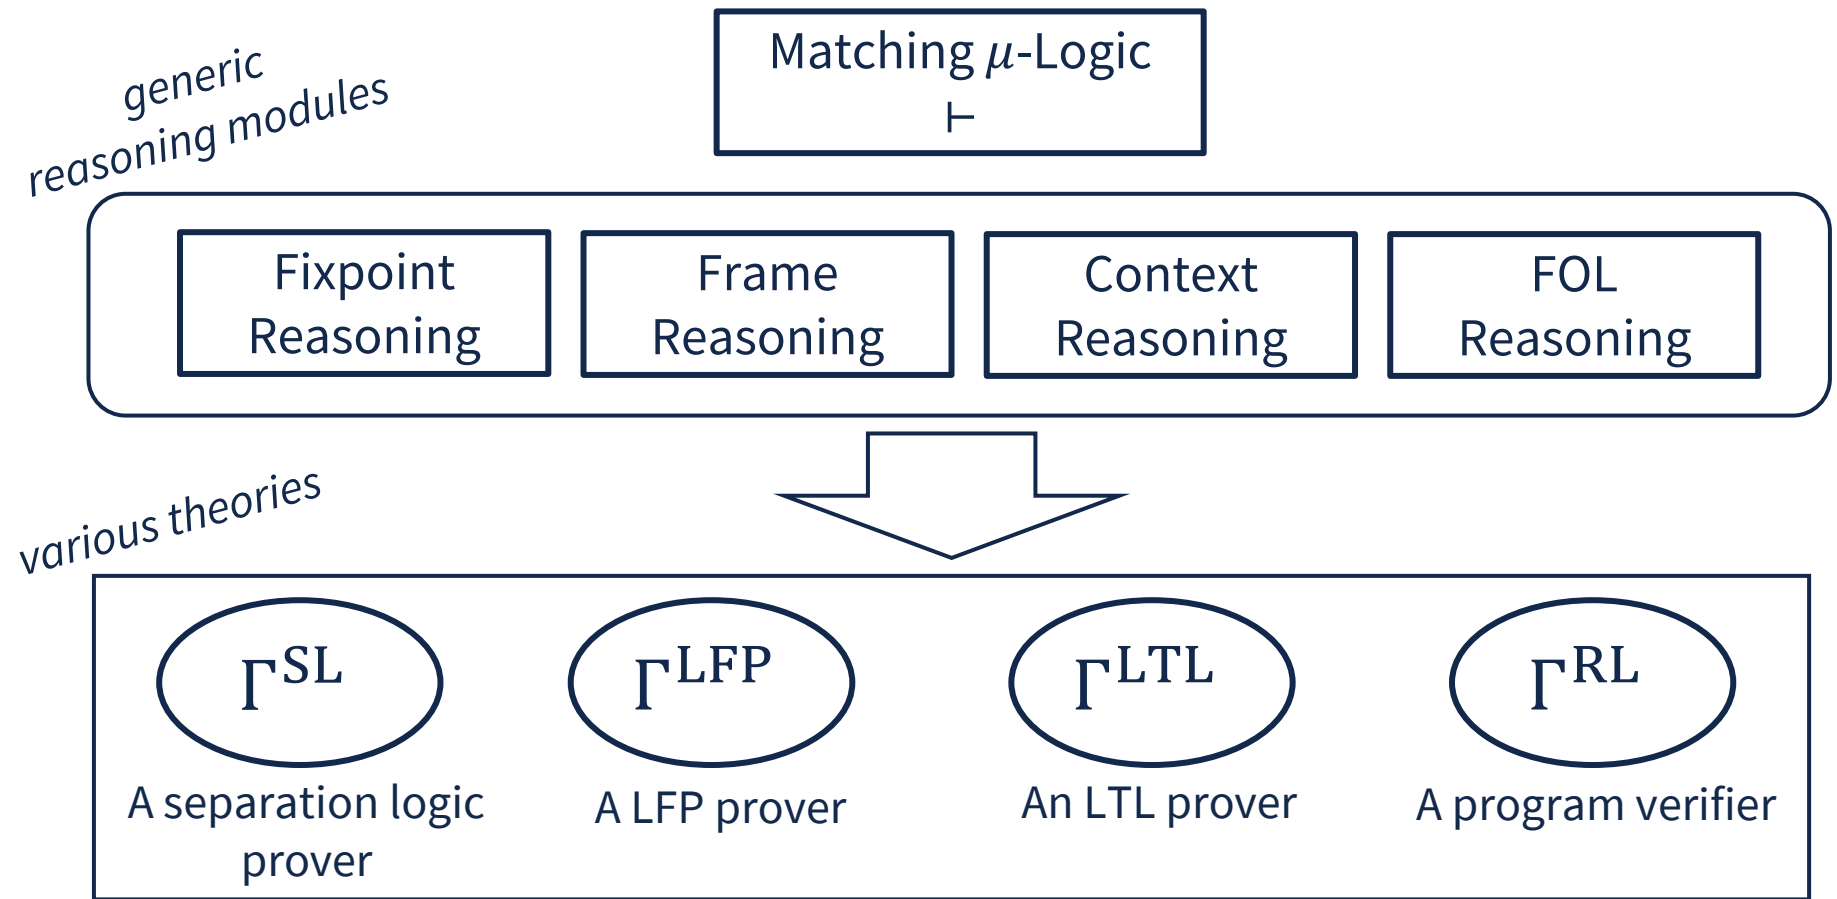 generic
reasoning modules
Matching μ-Logic
⊢
Fixpoint
Reasoning
Frame
Reasoning
Context
Reasoning
FOL
Reasoning
various theories
Γ^SL
Γ^LFP
Γ^LTL
Γ^RL
A separation logic
prover
A LFP prover
An LTL prover
A program verifier